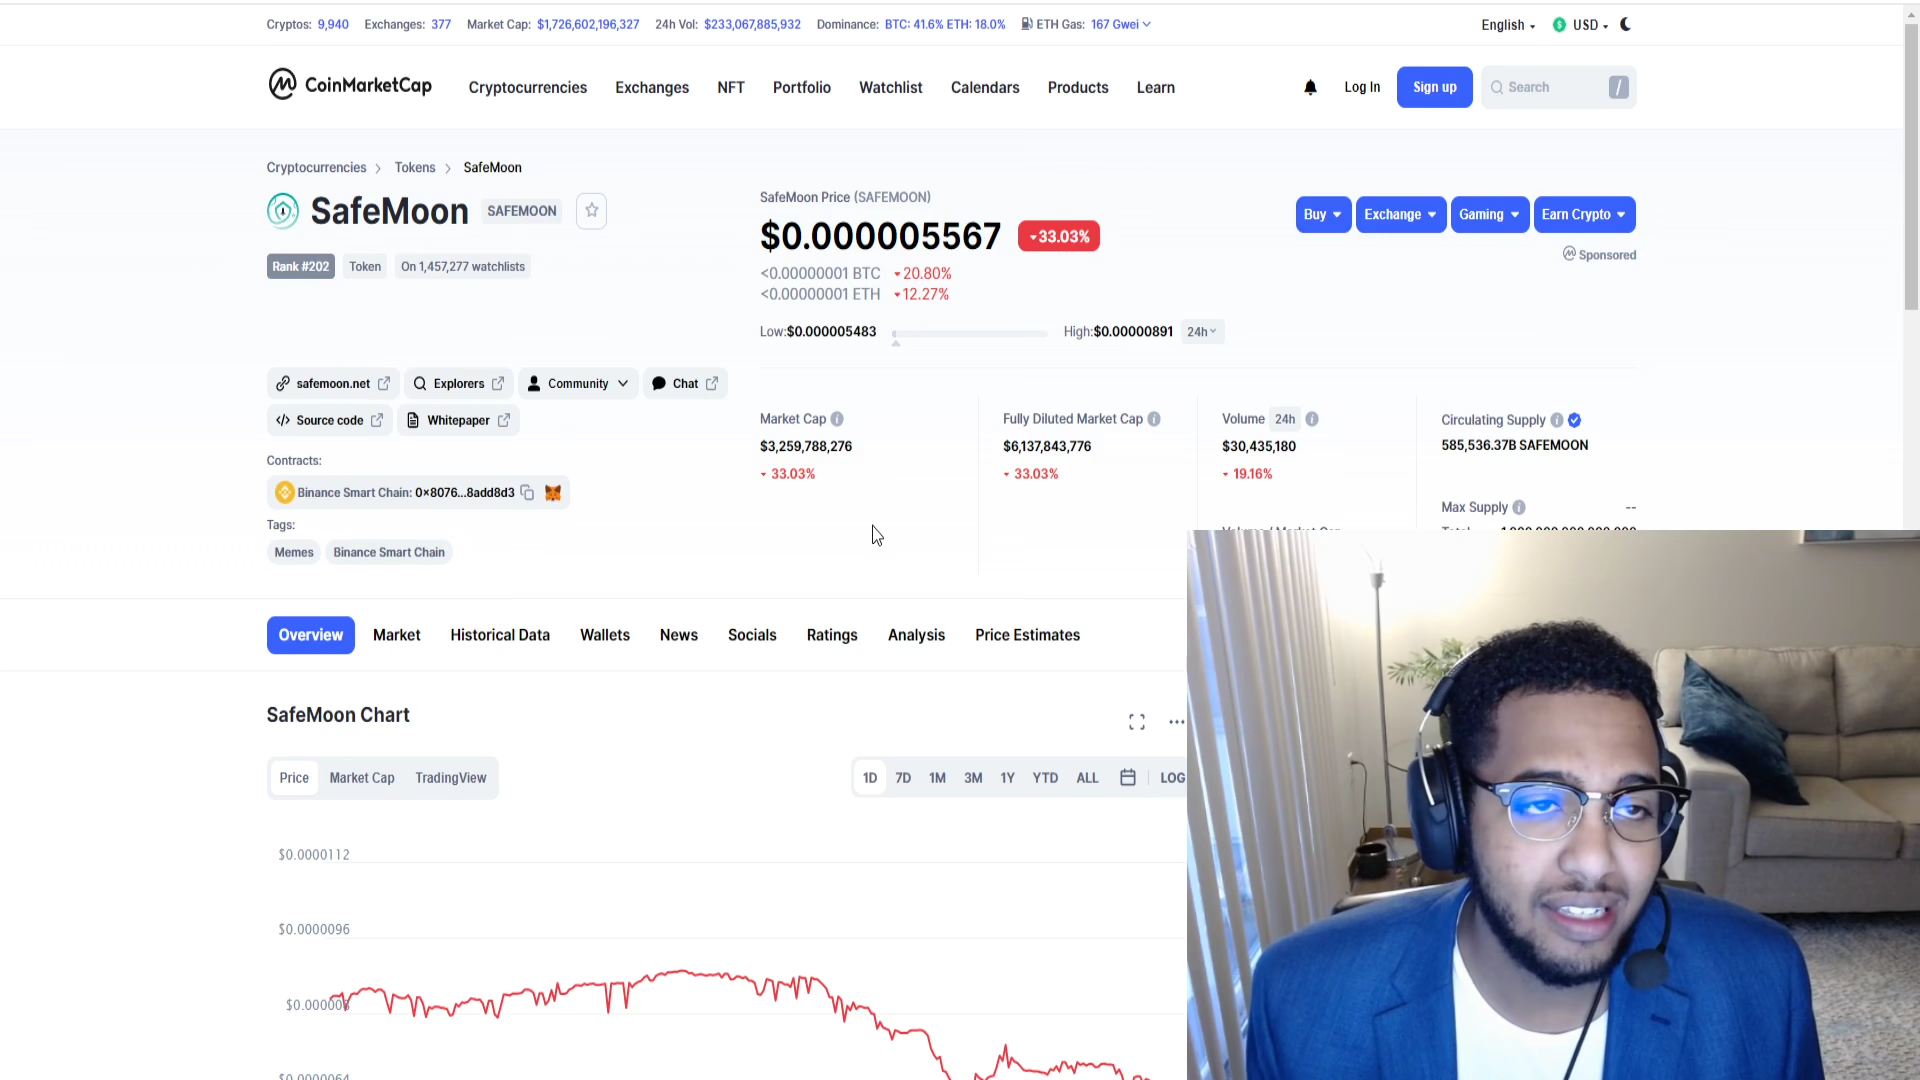 Cryptos: 9,940 Exchanges: 377 Market Cap: $1,726,602,196,327 24h Vol: $233,067,885,932 Dominance: BTC: 41.6% ETH: 18.0% ETH Gas: 167 Gwei
English USD
CoinMarketCap Cryptocurrencies Exchanges NFT Portfolio Watchlist Calendars Products Learn Log In Sign up Search /
Cryptocurrencies Tokens SafeMoon
SafeMoon SAFEMOON
Rank #202 Token On 1,457,277 watchlists
SafeMoon Price (SAFEMOON)
$0.000005567 33.03%
<0.00000001 BTC 20.80%
<0.00000001 ETH 12.27%
Low:$0.000005483 High:$0.00000891 24h
Buy Exchange Gaming Earn Crypto
Sponsored
safemoon.net Explorers Community Chat
Source code Whitepaper
Contracts:
Binance Smart Chain: 0x8076...8add8d3
Tags:
Memes Binance Smart Chain
Market Cap
$3,259,788,276
33.03%
Fully Diluted Market Cap
$6,137,843,776
33.03%
Volume 24h
$30,435,180
19.16%
Circulating Supply
585,536.37B SAFEMOON
Max Supply --
Overview Market Historical Data Wallets News Socials Ratings Analysis Price Estimates
SafeMoon Chart
Price Market Cap TradingView
1D 7D 1M 3M 1Y YTD ALL LOG
$0.0000112
$0.0000096
$0.000008
$0.0000064